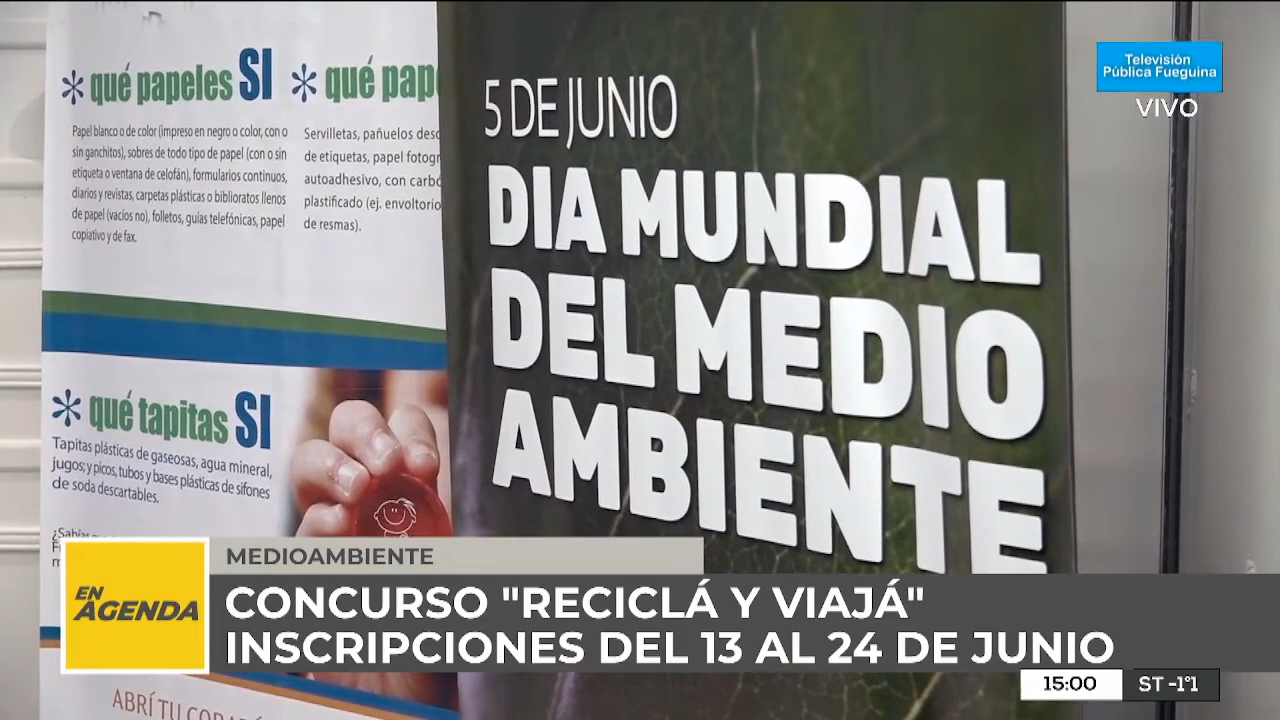 * qué papeles SI
Papel blanco o de color (impreso en negro o color, con o
sin ganchitos), sobres de todo tipo de papel (con o sin
etiqueta o ventana de celofán), formularios continuos,
diarios y revistas, carpetas plásticas o biblioratos llenos
de papel (vacíos no), folletos, guías telefónicas, papel
copiativo y de fax.
* qué pap
Servilletas, pañuelos desc
de etiquetas, papel fotogr
autoadhesivo, con carbó
plastificado (ej. envoltorio
de resmas).
* qué tapitas SI
Tapitas plásticas de gaseosas, agua mineral,
jugos; y picos, tubos y bases plásticas de sifones
de soda descartables.
5 DE JUNIO
DIA MUNDIAL
DEL MEDIO
AMBIENTE
Televisión
Pública Fueguina
VIVO
EN
AGENDA
MEDIOAMBIENTE
CONCURSO "RECICLÁ Y VIAJÁ"
INSCRIPCIONES DEL 13 AL 24 DE JUNIO
15:00
ST -1°1
ABRÍ TU